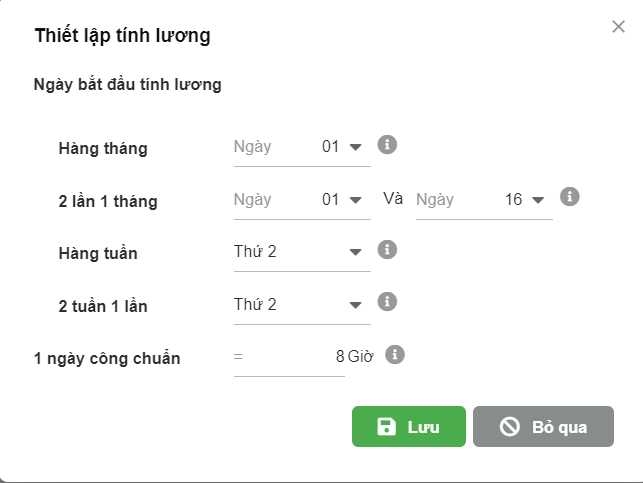 Thiết lập tính lương
Ngày bắt đầu tính lương
Hàng tháng Ngày 01
2 lần 1 tháng Ngày 01 Và Ngày 16
Hàng tuần Thứ 2
2 tuần 1 lần Thứ 2
1 ngày công chuẩn = 8 Giờ
Lưu Bỏ qua